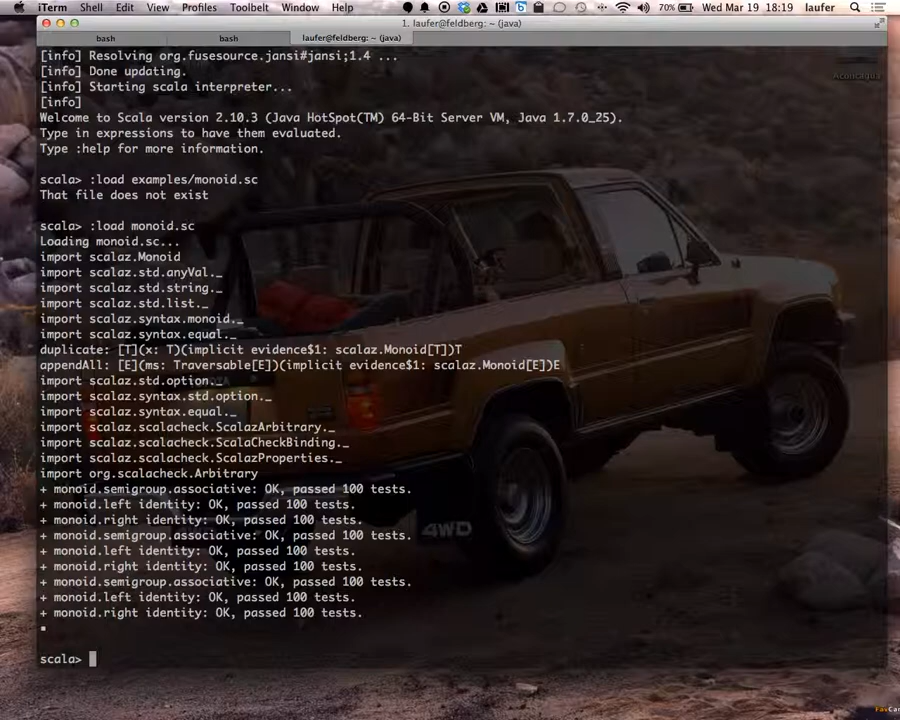 iTerm Shell Edit View Profiles Toolbelt Window Help 70% Wed Mar 19 18:19 laufer
1. laufer@feldberg: ~ (java)
bash bash laufer@feldberg: ~ (java)
[info] Resolving org.fusesource.jansi#jansi;1.4 ...
[info] Done updating.
[info] Starting scala interpreter...
[info]
Welcome to Scala version 2.10.3 (Java HotSpot(TM) 64-Bit Server VM, Java 1.7.0_25).
Type in expressions to have them evaluated.
Type :help for more information.
scala> :load examples/monoid.sc
That file does not exist
scala> :load monoid.sc
Loading monoid.sc...
import scalaz.Monoid
import scalaz.std.anyVal._
import scalaz.std.string._
import scalaz.std.list._
import scalaz.syntax.monoid._
import scalaz.syntax.equal._
duplicate: [T](x: T)(implicit evidence$1: scalaz.Monoid[T])T
appendAll: [E](ms: Traversable[E])(implicit evidence$1: scalaz.Monoid[E])E
import scalaz.std.option._
import scalaz.syntax.std.option._
import scalaz.syntax.equal._
import scalaz.scalacheck.ScalazArbitrary._
import scalaz.scalacheck.ScalaCheckBinding._
import scalaz.scalacheck.ScalazProperties._
import org.scalacheck.Arbitrary
+ monoid.semigroup.associative: OK, passed 100 tests.
+ monoid.left identity: OK, passed 100 tests.
+ monoid.right identity: OK, passed 100 tests.
+ monoid.semigroup.associative: OK, passed 100 tests.
+ monoid.left identity: OK, passed 100 tests.
+ monoid.right identity: OK, passed 100 tests.
+ monoid.semigroup.associative: OK, passed 100 tests.
+ monoid.left identity: OK, passed 100 tests.
+ monoid.right identity: OK, passed 100 tests.
scala>
4WD
Aconcagua